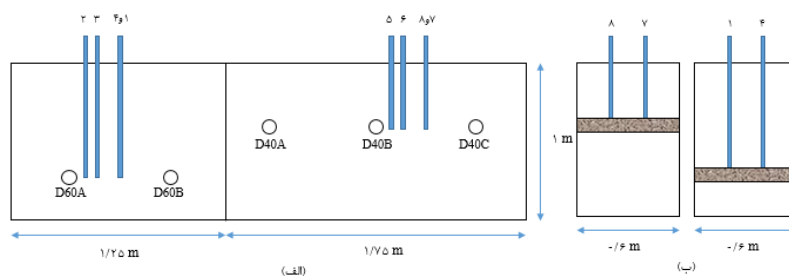 ۲ ۳ ۱و۴ ۵ ۶ ۷و۸ ۸ ۷ ۱ ۴
D40A D40B D40C
D60A D60B
۱ m
۱/۲۵ m ۱/۷۵ m ۰/۶ m ۰/۶ m
(الف) (ب)